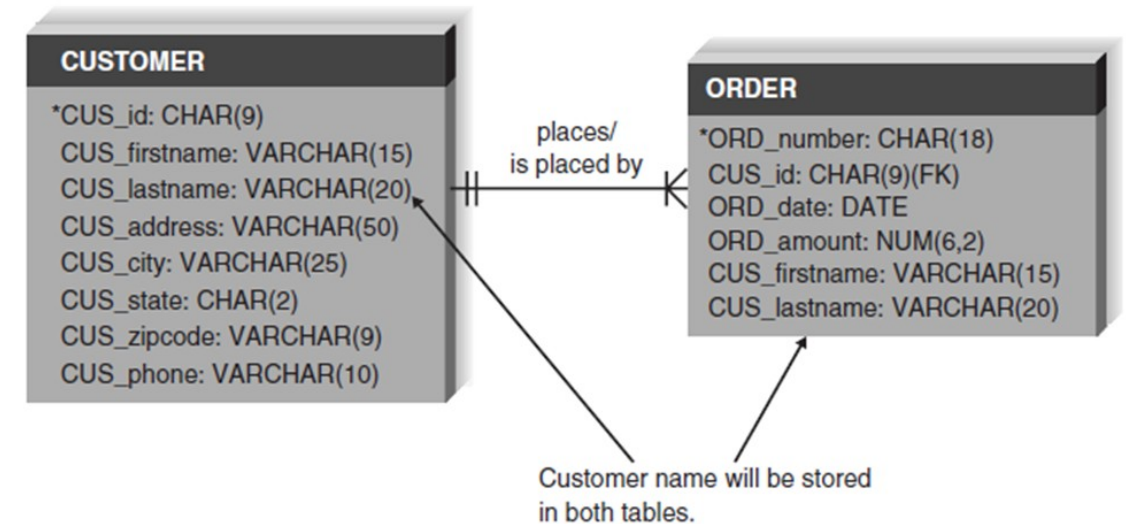 CUSTOMER
*CUS_id: CHAR(9)
CUS_firstname: VARCHAR(15)
CUS_lastname: VARCHAR(20)
CUS_address: VARCHAR(50)
CUS_city: VARCHAR(25)
CUS_state: CHAR(2)
CUS_zipcode: VARCHAR(9)
CUS_phone: VARCHAR(10)
places/
is placed by
ORDER
*ORD_number: CHAR(18)
CUS_id: CHAR(9)(FK)
ORD_date: DATE
ORD_amount: NUM(6,2)
CUS_firstname: VARCHAR(15)
CUS_lastname: VARCHAR(20)
Customer name will be stored
in both tables.